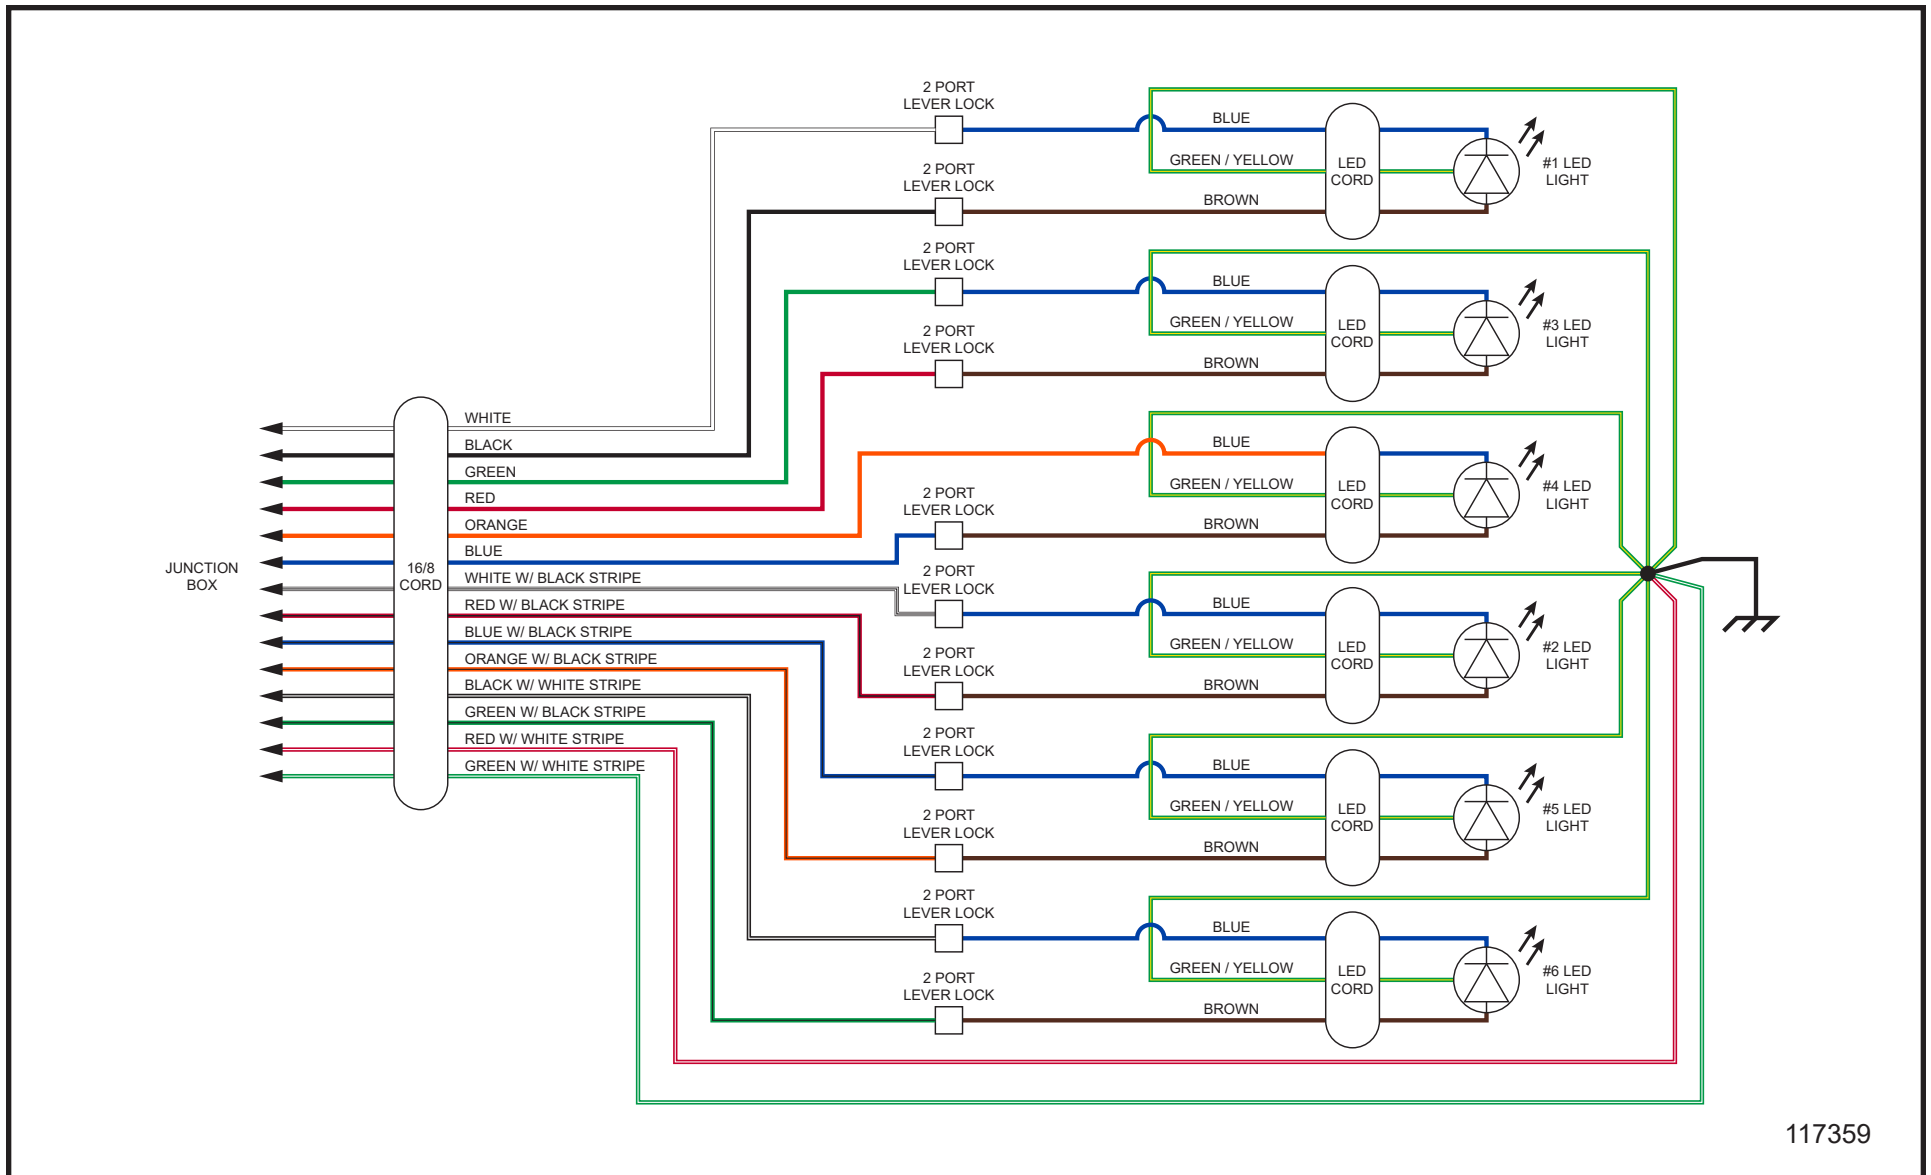 2 PORT
LEVER LOCK
BLUE
GREEN / YELLOW
LED
CORD
#1 LED
LIGHT
2 PORT
LEVER LOCK
BROWN
2 PORT
LEVER LOCK
BLUE
GREEN / YELLOW
LED
CORD
#3 LED
LIGHT
2 PORT
LEVER LOCK
BROWN
WHITE
BLACK
GREEN
RED
ORANGE
BLUE
WHITE W/ BLACK STRIPE
RED W/ BLACK STRIPE
BLUE W/ BLACK STRIPE
ORANGE W/ BLACK STRIPE
BLACK W/ WHITE STRIPE
GREEN W/ BLACK STRIPE
RED W/ WHITE STRIPE
GREEN W/ WHITE STRIPE
JUNCTION
BOX
16/8
CORD
BLUE
GREEN / YELLOW
LED
CORD
#4 LED
LIGHT
2 PORT
LEVER LOCK
BROWN
2 PORT
LEVER LOCK
BLUE
GREEN / YELLOW
LED
CORD
#2 LED
LIGHT
2 PORT
LEVER LOCK
BROWN
2 PORT
LEVER LOCK
BLUE
GREEN / YELLOW
LED
CORD
#5 LED
LIGHT
2 PORT
LEVER LOCK
BROWN
2 PORT
LEVER LOCK
BLUE
GREEN / YELLOW
LED
CORD
#6 LED
LIGHT
2 PORT
LEVER LOCK
BROWN
117359